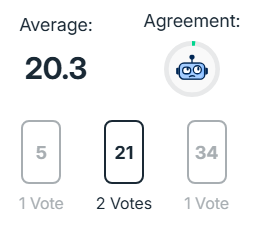 Average:
Agreement:
20.3
5
21
34
1 Vote
2 Votes
1 Vote